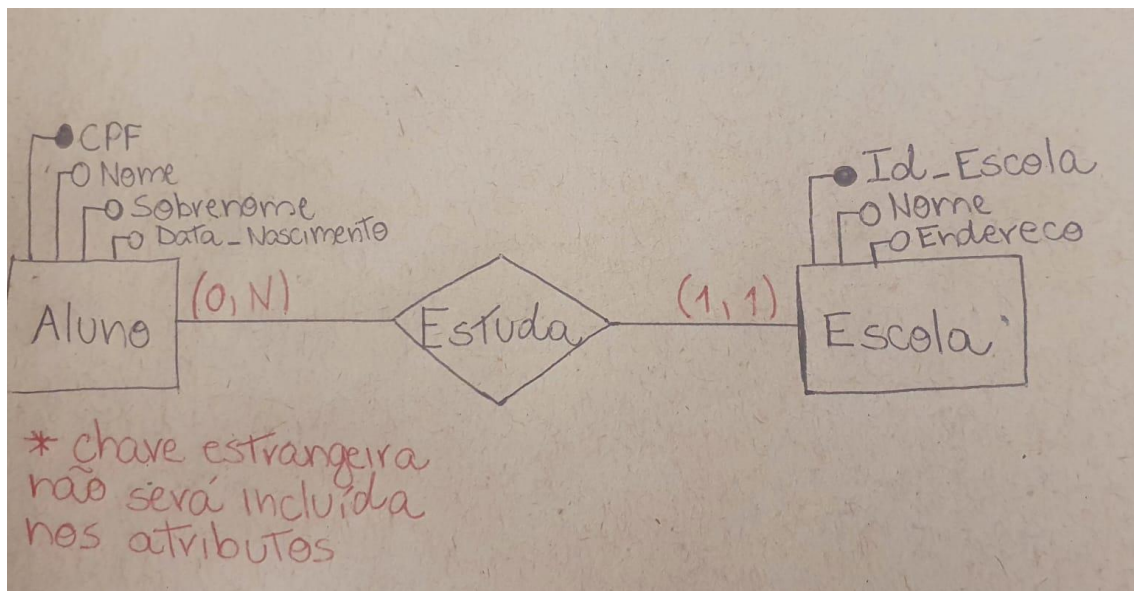 CPF
Nome
Sobrenome
Data_Nascimento
Id_Escola
Nome
Endereco
Aluno
(0,N)
Estuda
(1,1)
Escola
* chave estrangeira
não será incluída
nos atributos